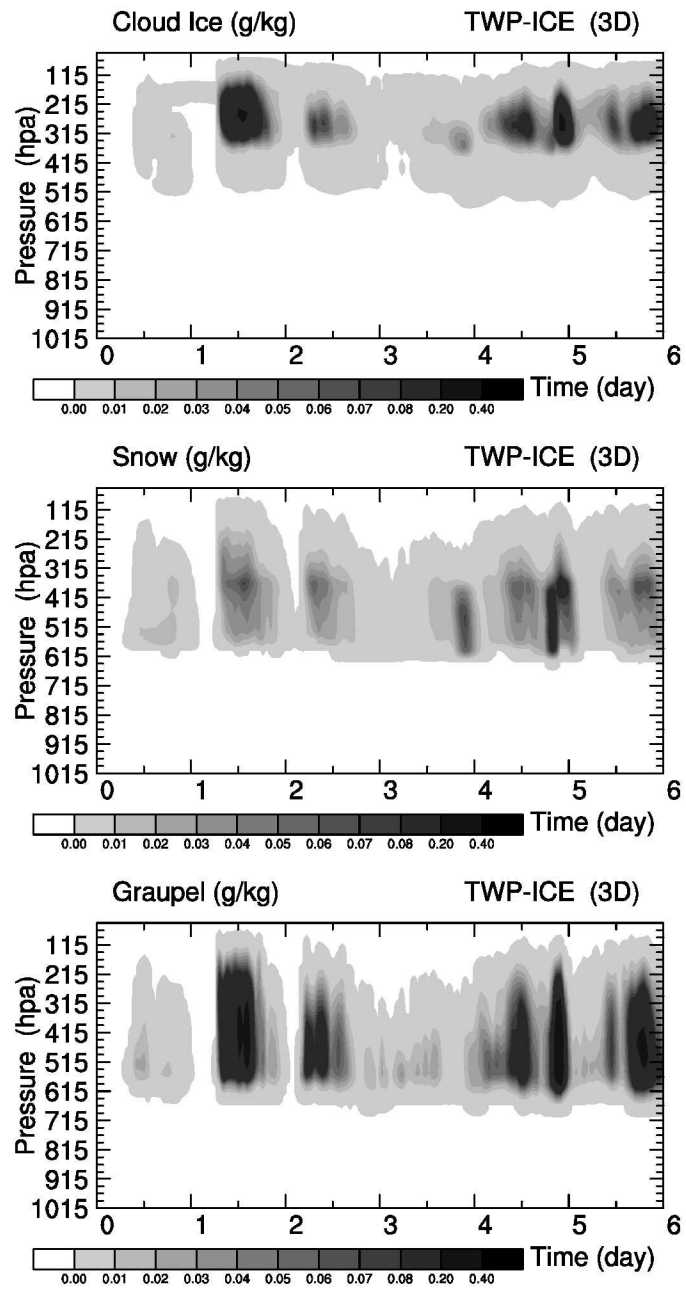 Cloud Ice (g/kg) TWP-ICE (3D)
Pressure (hpa)
115
215
315
415
515
615
715
815
915
1015
0 1 2 3 4 5 6
Time (day)
0.00 0.01 0.02 0.03 0.04 0.05 0.06 0.07 0.08 0.20 0.40
Snow (g/kg) TWP-ICE (3D)
Pressure (hpa)
115
215
315
415
515
615
715
815
915
1015
0 1 2 3 4 5 6
Time (day)
0.00 0.01 0.02 0.03 0.04 0.05 0.06 0.07 0.08 0.20 0.40
Graupel (g/kg) TWP-ICE (3D)
Pressure (hpa)
115
215
315
415
515
615
715
815
915
1015
0 1 2 3 4 5 6
Time (day)
0.00 0.01 0.02 0.03 0.04 0.05 0.06 0.07 0.08 0.20 0.40